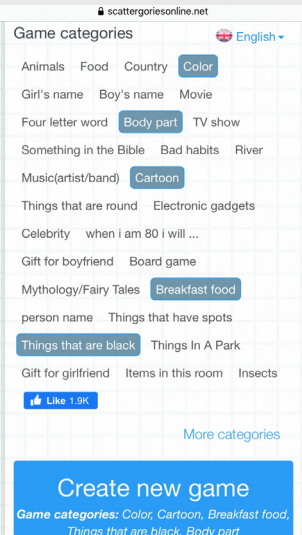 scattergoriesonline.net
Game categories English
Animals Food Country Color
Girl's name Boy's name Movie
Four letter word Body part TV show
Something in the Bible Bad habits River
Music(artist/band) Cartoon
Things that are round Electronic gadgets
Celebrity when i am 80 i will ...
Gift for boyfriend Board game
Mythology/Fairy Tales Breakfast food
person name Things that have spots
Things that are black Things In A Park
Gift for girlfriend Items in this room Insects
Like 1.9K
More categories
Create new game
Game categories: Color, Cartoon, Breakfast food,
Things that are black, Body part